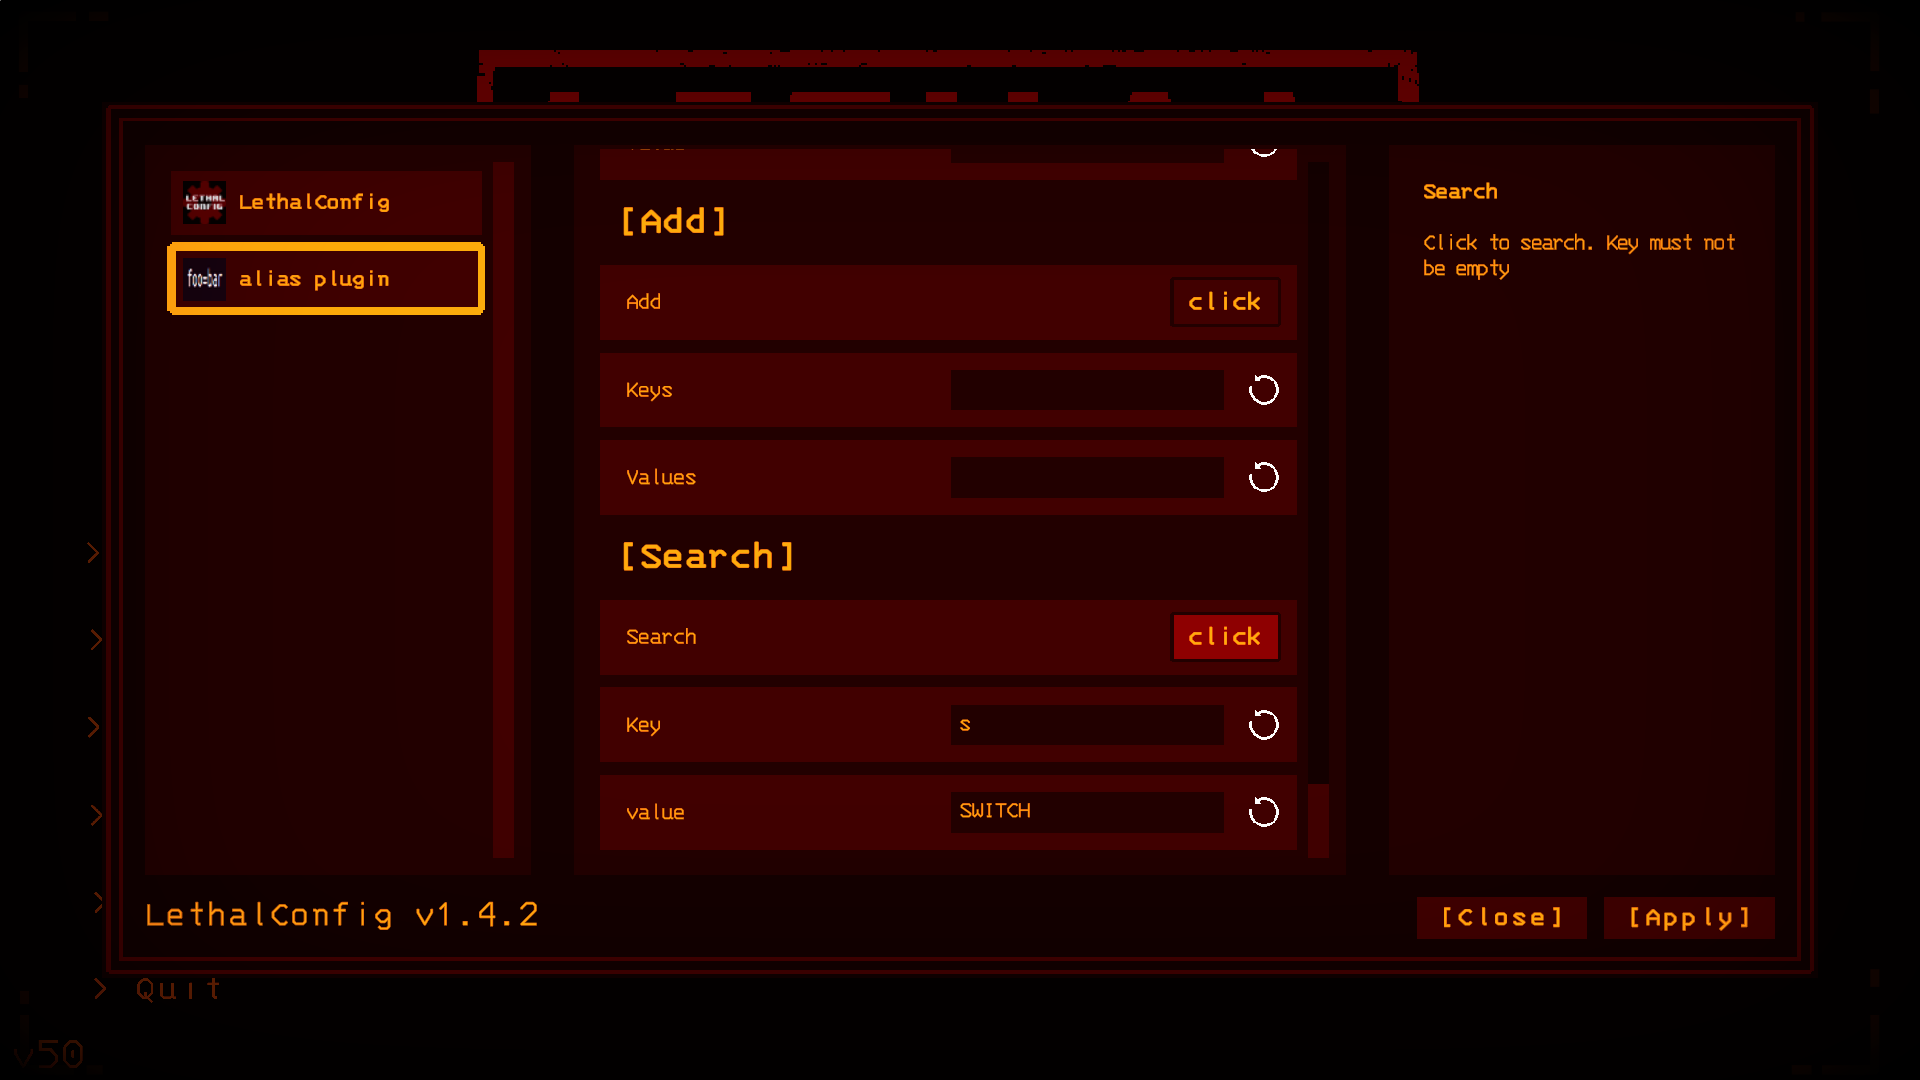 LETHAL
CONFIG
LethalConfig
foo=bar
alias plugin
[Add]
Add
click
Keys
Values
[Search]
Search
click
Key
s
value
SWITCH
Search
Click to search. Key must not
be empty
LethalConfig v1.4.2
[Close]
[Apply]
> Quit
v50